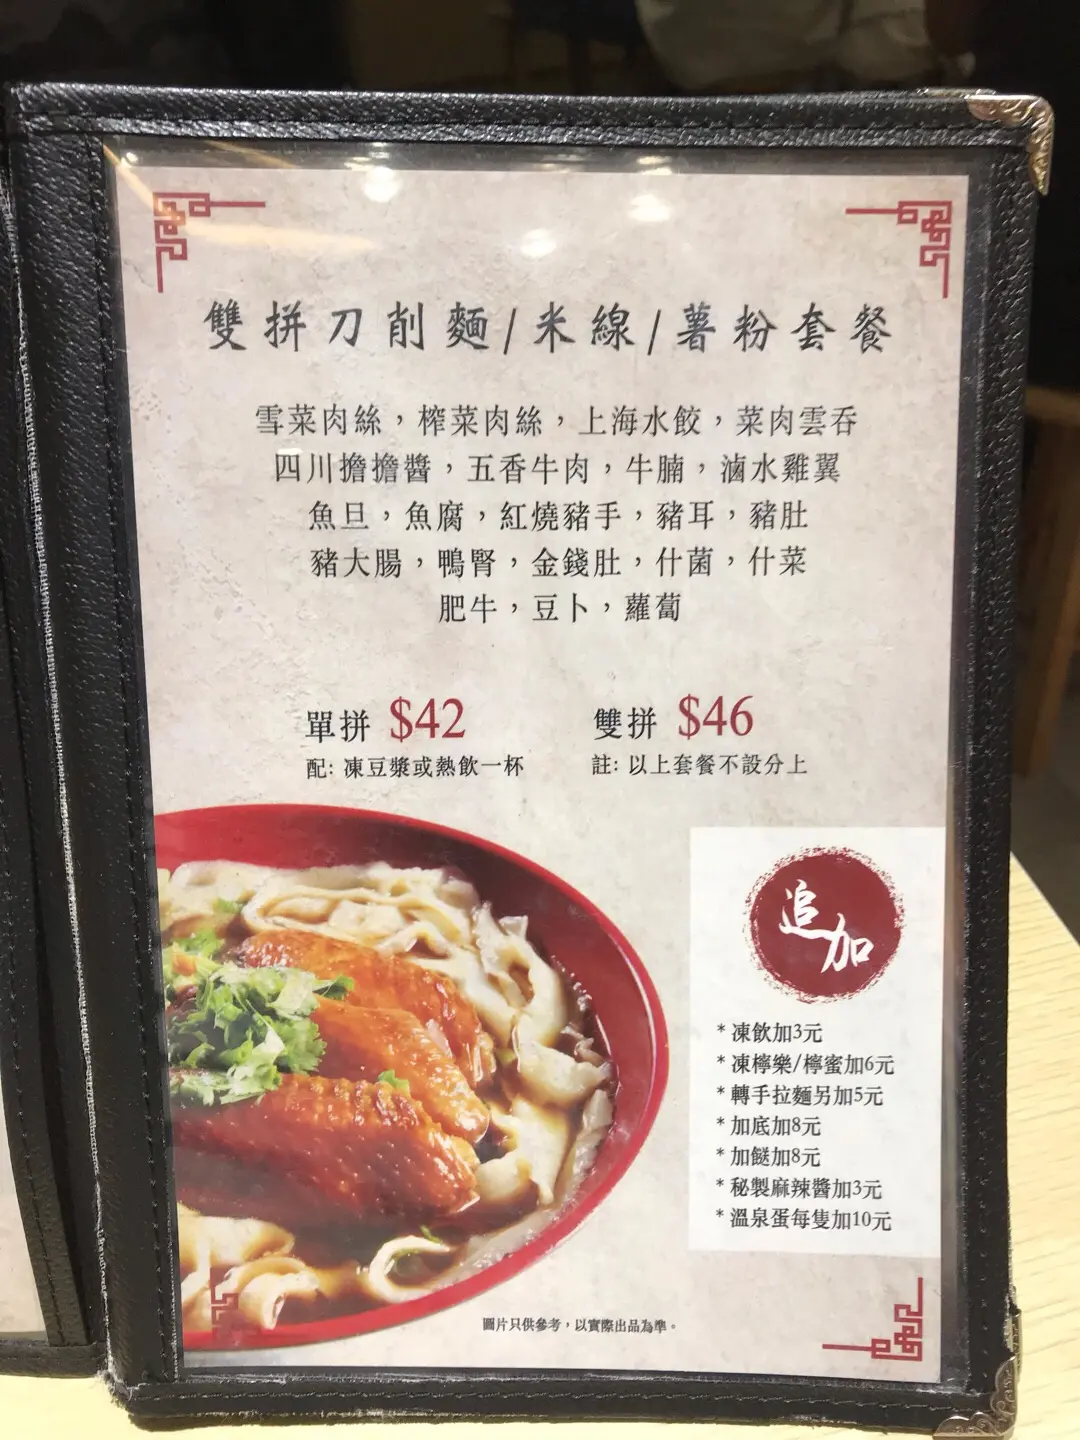 雙拼刀削麵/米線/薯粉套餐
雪菜肉絲，榨菜肉絲，上海水餃，菜肉雲吞
四川擔擔醬，五香牛肉，牛腩，滷水雞翼
魚旦，魚腐，紅燒豬手，豬耳，豬肚
豬大腸，鴨腎，金錢肚，什菌，什菜
肥牛，豆卜，蘿蔔
單拼 $42
配: 凍豆漿或熱飲一杯
雙拼 $46
註: 以上套餐不設分上
追加
* 凍飲加3元
* 凍檸樂/檸蜜加6元
* 轉手拉麵另加5元
* 加底加8元
* 加餸加8元
* 秘製麻辣醬加3元
* 溫泉蛋每隻加10元
圖片只供參考，以實際出品為準。